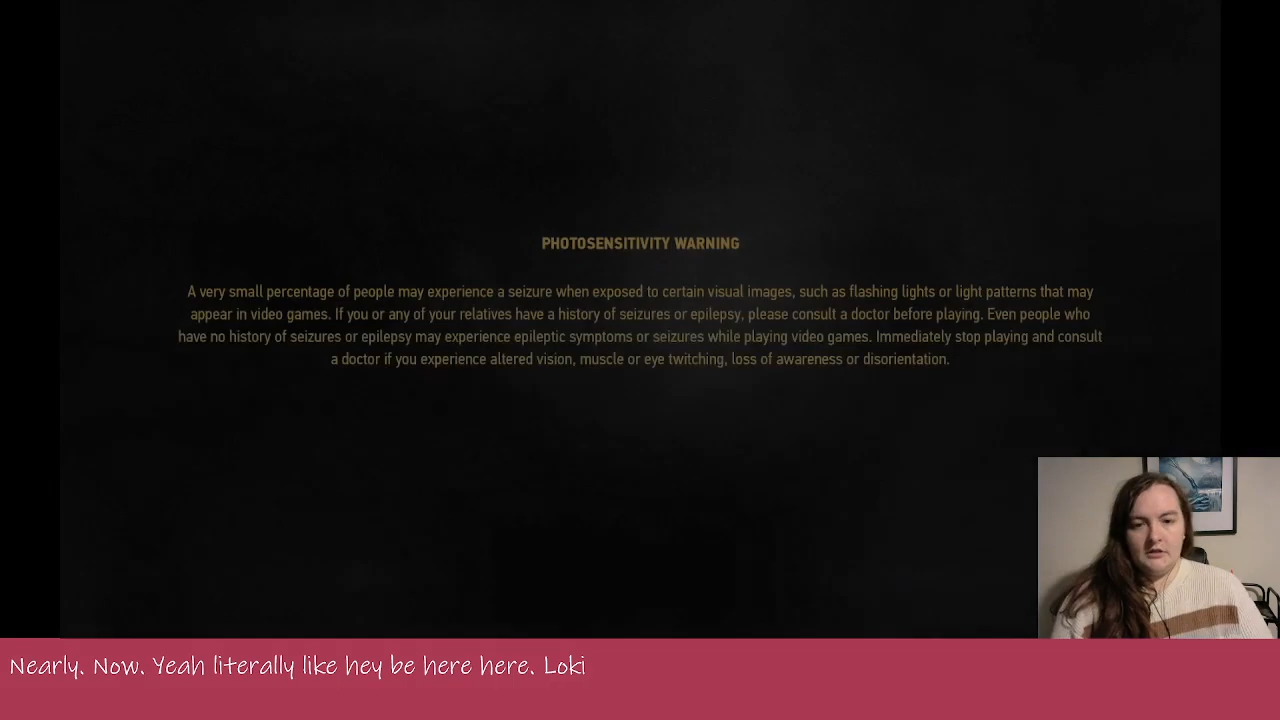 PHOTOSENSITIVITY WARNING
A very small percentage of people may experience a seizure when exposed to certain visual images, such as flashing lights or light patterns that may
appear in video games. If you or any of your relatives have a history of seizures or epilepsy, please consult a doctor before playing. Even people who
have no history of seizures or epilepsy may experience epileptic symptoms or seizures while playing video games. Immediately stop playing and consult
a doctor if you experience altered vision, muscle or eye twitching, loss of awareness or disorientation.
Nearly. Now. Yeah literally like hey be here here. Loki